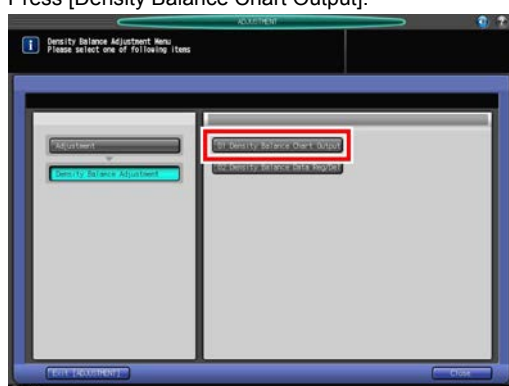 Press [Density Balance Chart Output].
ADJUSTMENT
Density Balance Adjustment Menu
Please select one of following items
Adjustment
01 Density Balance Chart Output
Density Balance Adjustment
02 Density Balance Data Reg/Del
Exit [ADJUSTMENT]
Close